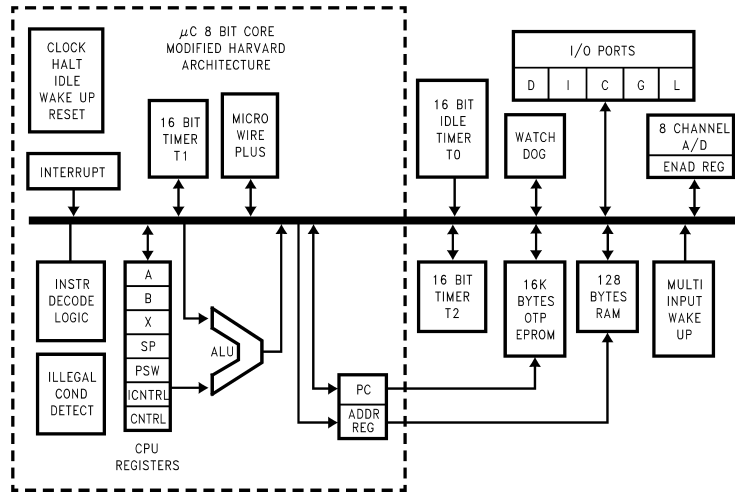 CLOCK
HALT
IDLE
WAKE UP
RESET
μC 8 BIT CORE
MODIFIED HARVARD
ARCHITECTURE
I/O PORTS
D I C G L
16 BIT
TIMER
T1
MICRO
WIRE
PLUS
16 BIT
IDLE
TIMER
T0
WATCH
DOG
8 CHANNEL
A/D
ENAD REG
INTERRUPT
INSTR
DECODE
LOGIC
A
B
X
SP
PSW
ICNTRL
CNTRL
CPU
REGISTERS
ALU
ILLEGAL
COND
DETECT
PC
ADDR
REG
16 BIT
TIMER
T2
16K
BYTES
OTP
EPROM
128
BYTES
RAM
MULTI
INPUT
WAKE
UP